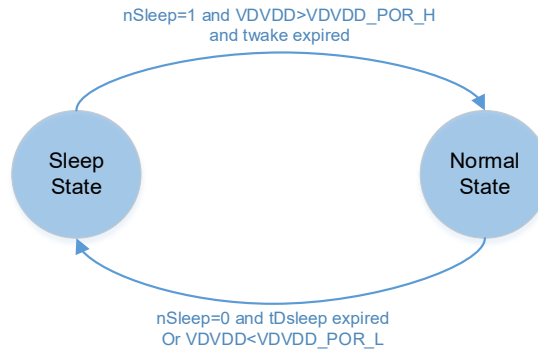 nSleep=1 and VDVDD>VDVDD_POR_H
and twake expired
Sleep
State
Normal
State
nSleep=0 and tDsleep expired
Or VDVDD<VDVDD_POR_L